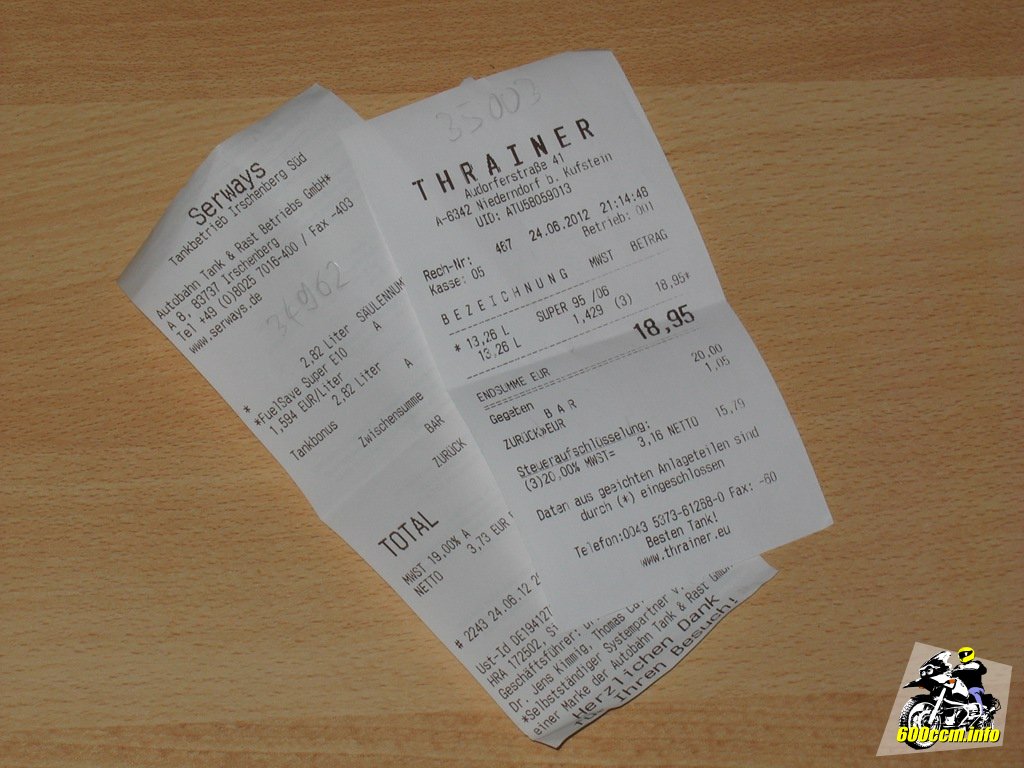 Serways
Tankbetrieb Irschenberg Süd
Autobahn Tank & Rast Betriebs GmbH*
A 8, 83737 Irschenberg
Tel +49 (0)8025 7016-400 / Fax -403
www.serways.de
34962
2,82 Liter SÄULENNUM
* *FuelSave Super E10 A
1,594 EUR/Liter
2,82 Liter A
Tankbonus
Zwischensumme
BAR
ZURÜCK
TOTAL
MWST 19,00% A
NETTO 3,73 EUR
# 2243 24.06.12
Ust-Id DE194127
HRA 172502,
Geschäftsführer:
Dr. Jens Kimmig, Thomas
*Selbstständiger Systempartner
einer Marke der Autobahn Tank & Rast GmbH
Herzlichen Dank
Ihren Besuch!
35003
THRAINER
Audorferstraße 41
A-6342 Niederndorf b. Kufstein
UID: ATU58059013
Rech-Nr: 467 24.06.2012 21:14:48
Kasse: 05 Betrieb: 001
BEZEICHNUNG MWST BETRAG
* 13,26 L SUPER 95 /06 18,95*
13,26 L 1,429 (3)
ENDSUMME EUR 18,95
Gegeben BAR 20,00
ZURÜCK»EUR 1,05
Steueraufschlüsselung:
(3)20,00% MWST= 3,16 NETTO 15,79
Daten aus geeichten Anlageteilen sind
durch (*) eingeschlossen
Telefon:0043 5373-61268-0 Fax: -60
Besten Tank!
www.thrainer.eu
600ccm.info